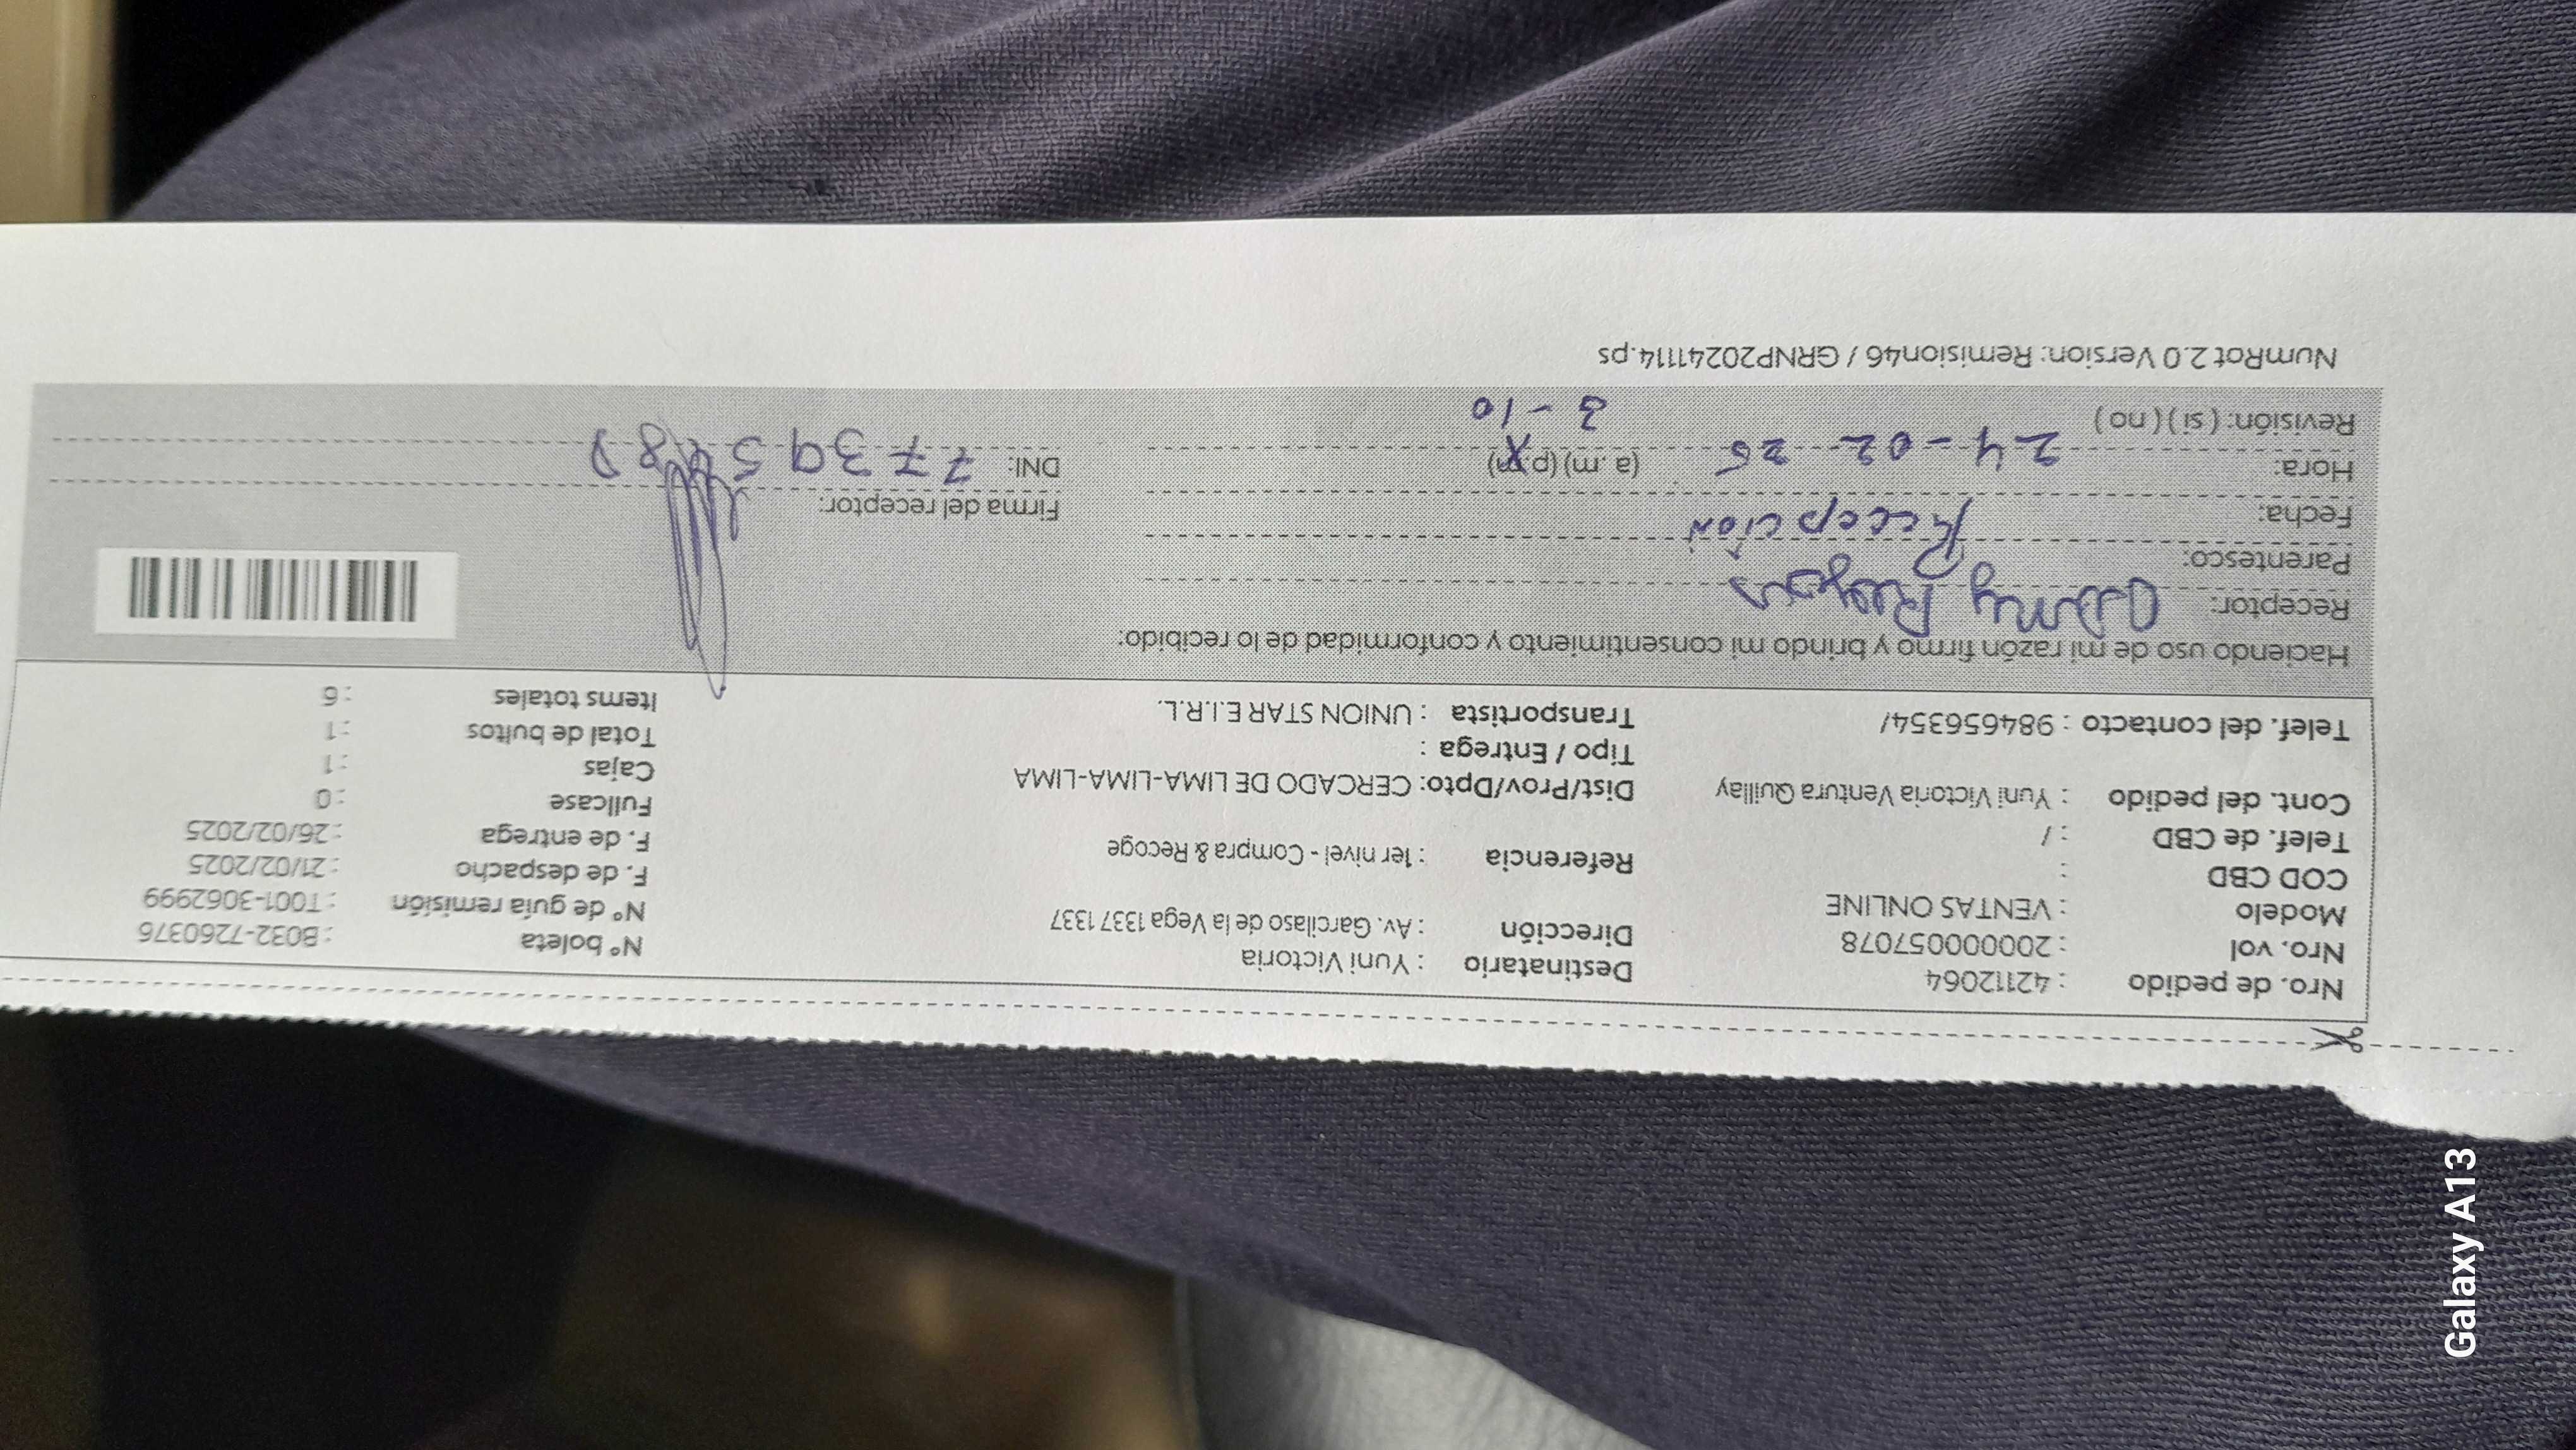 Nro. de pedido : 42112064
Nro. vol : 20000057078
Modelo : VENTAS ONLINE
COD CBD :
Telef. de CBD : /
Cont. del pedido : Yuni Victoria Ventura Quillay
Telef. del contacto : 984656354/
Destinatario : Yuni Victoria
Dirección : Av. Garcilaso de la Vega 1337 1337
Referencia : 1er nivel - Compra & Recoge
Dist/Prov/Dpto: CERCADO DE LIMA-LIMA-LIMA
Tipo / Entrega :
Transportista : UNION STAR E.I.R.L.
N° boleta : B032-7260376
N° de guía remisión : T001-3062999
F. de despacho : 21/02/2025
F. de entrega : 26/02/2025
Fullcase : 0
Cajas : 1
Total de bultos : 1
Items totales : 6
Haciendo uso de mi razón firmo y brindo mi consentimiento y conformidad de lo recibido:
Receptor:
Parentesco: Recepcion
Fecha:
Hora: 24-02-25 (a.m) (p.m)
Revisión: ( si ) ( no ) 3-10
Firma del receptor:
DNI:
NumRot 2.0 Version: Remision46 / GRNP20241114.ps
Galaxy A13